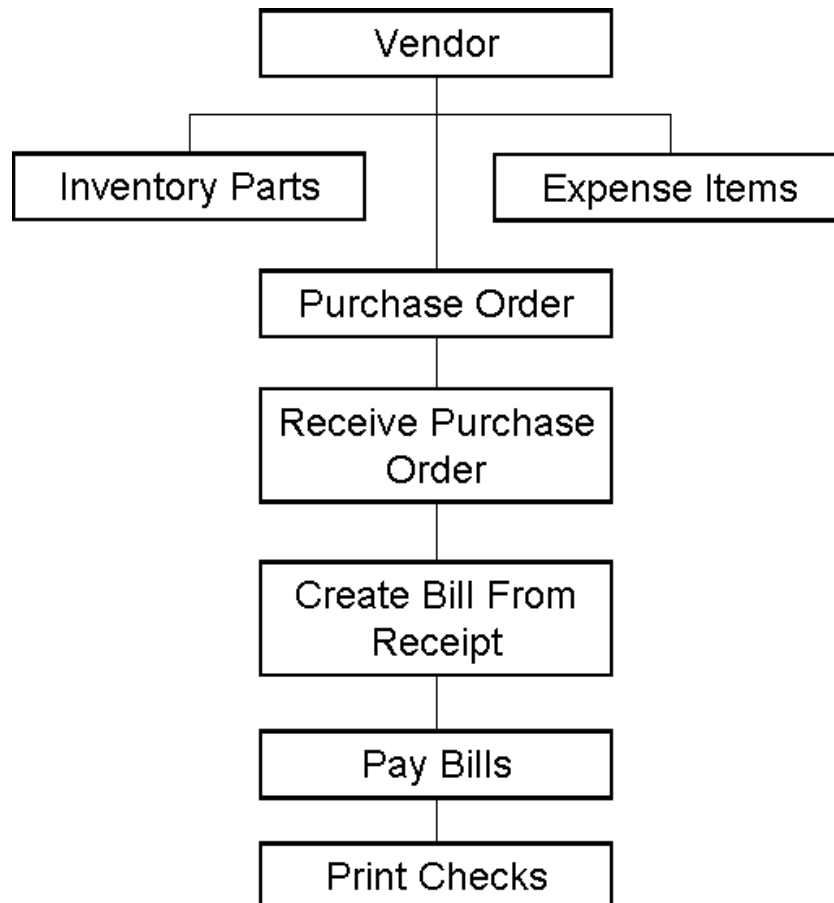 Vendor
Inventory Parts
Expense Items
Purchase Order
Receive Purchase
Order
Create Bill From
Receipt
Pay Bills
Print Checks